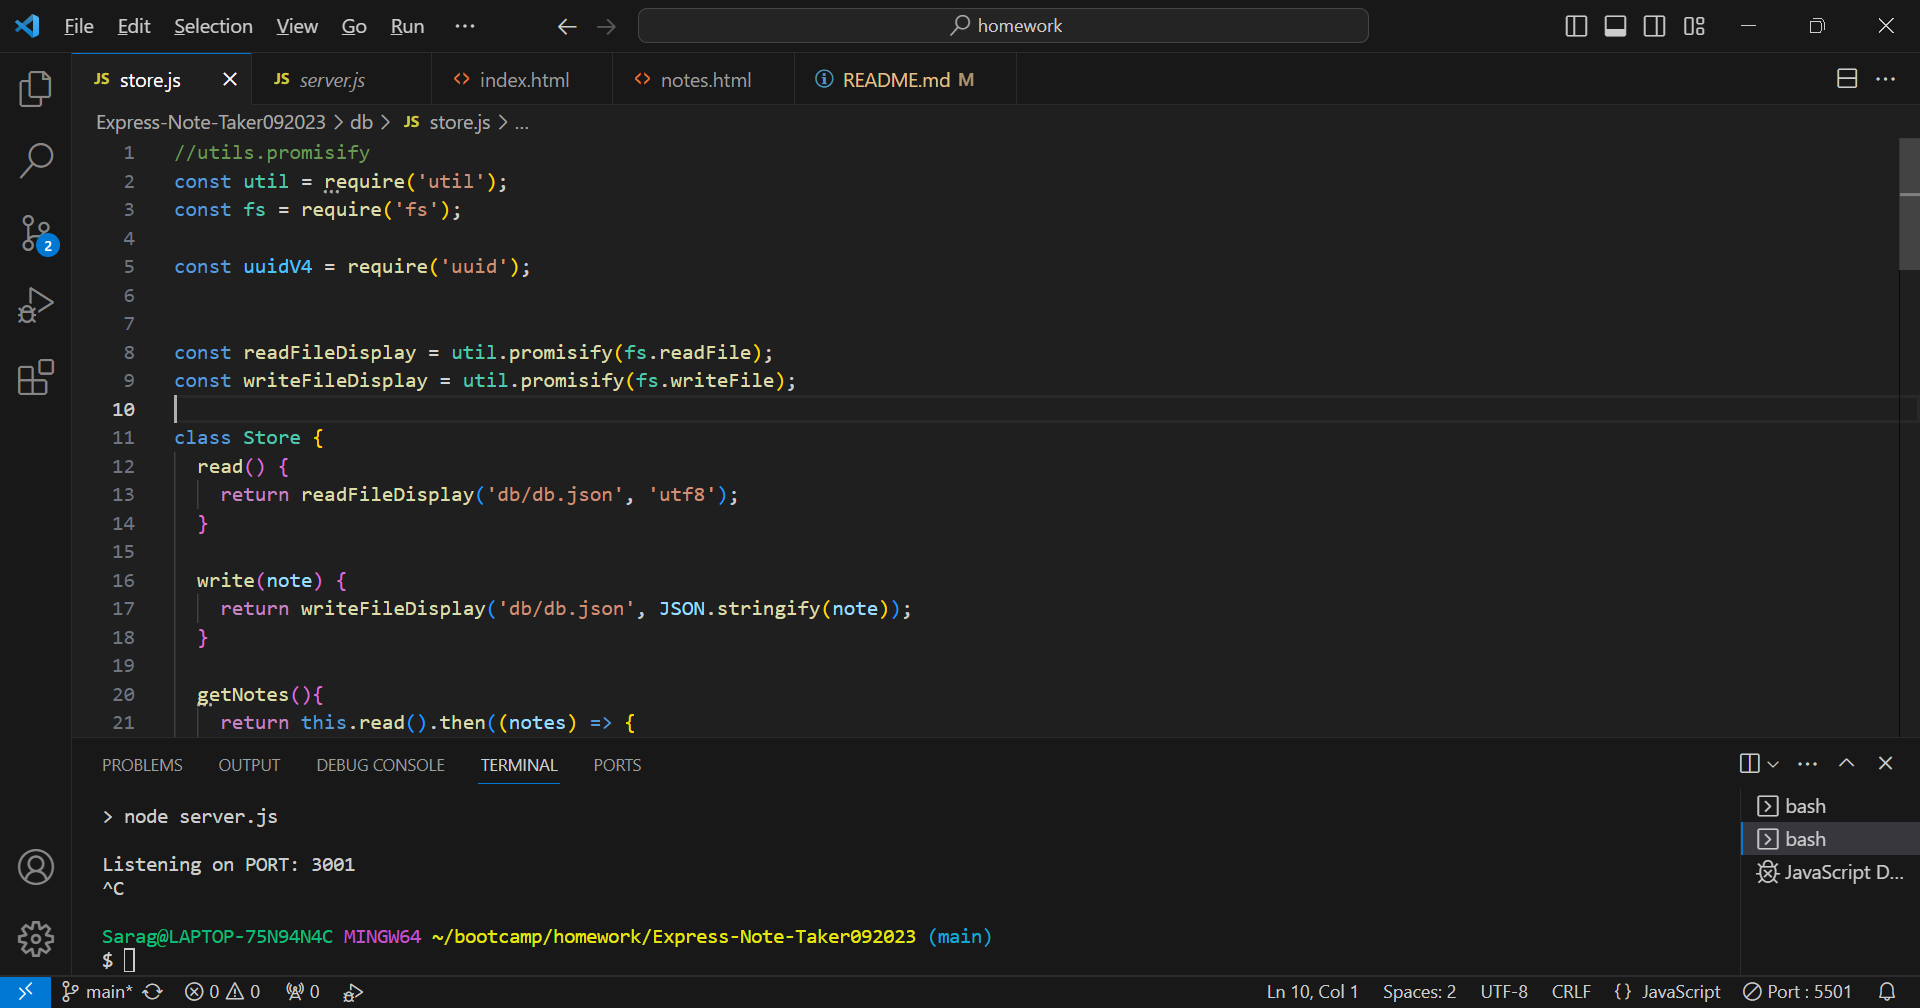 File Edit Selection View Go Run ··· homework
JS store.js JS server.js <> index.html <> notes.html README.md M
Express-Note-Taker092023 > db > JS store.js > ...
1 //utils.promisify
2 const util = require('util');
3 const fs = require('fs');
4
5 const uuidV4 = require('uuid');
6
7
8 const readFileDisplay = util.promisify(fs.readFile);
9 const writeFileDisplay = util.promisify(fs.writeFile);
10
11 class Store {
12 read() {
13 return readFileDisplay('db/db.json', 'utf8');
14 }
15
16 write(note) {
17 return writeFileDisplay('db/db.json', JSON.stringify(note));
18 }
19
20 getNotes(){
21 return this.read().then((notes) => {
2
PROBLEMS OUTPUT DEBUG CONSOLE TERMINAL PORTS
> node server.js
Listening on PORT: 3001
^C
Sarag@LAPTOP-75N94N4C MINGW64 ~/bootcamp/homework/Express-Note-Taker092023 (main)
$
bash
bash
JavaScript D...
main* 0 0 0 Ln 10, Col 1 Spaces: 2 UTF-8 CRLF {} JavaScript Port : 5501